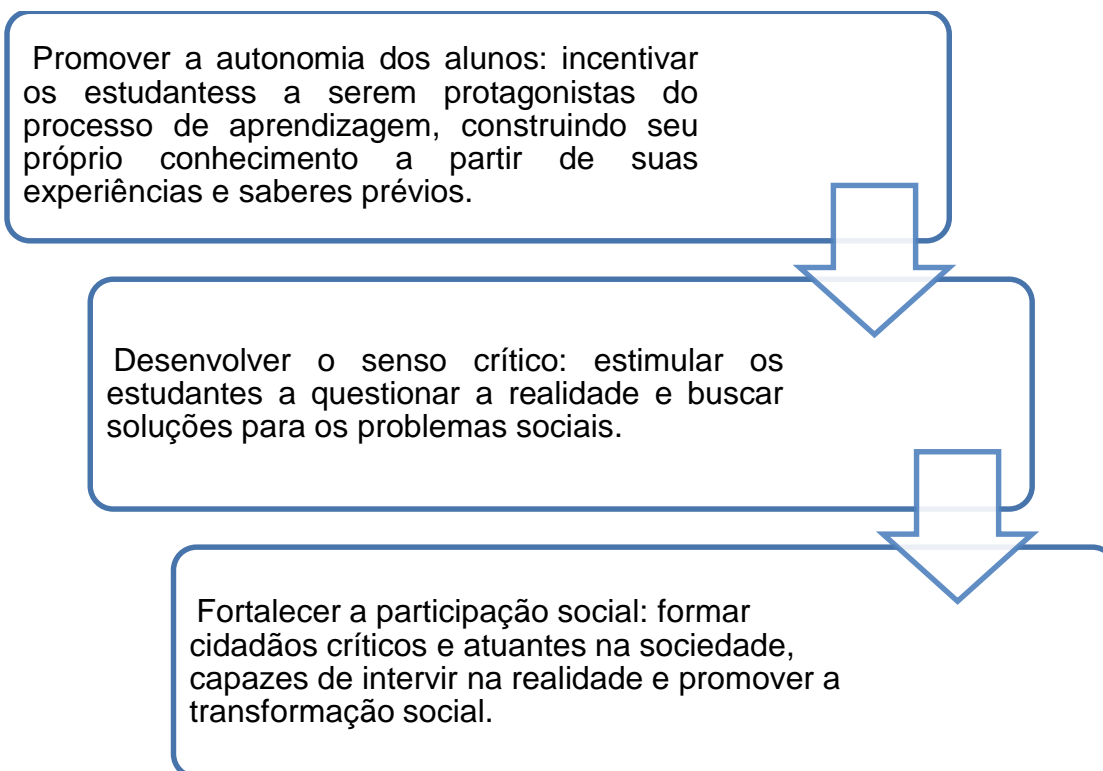 Promover a autonomia dos alunos: incentivar
os estudantess a serem protagonistas do
processo de aprendizagem, construindo seu
próprio conhecimento a partir de suas
experiências e saberes prévios.
Desenvolver o senso crítico: estimular os
estudantes a questionar a realidade e buscar
soluções para os problemas sociais.
Fortalecer a participação social: formar
cidadãos críticos e atuantes na sociedade,
capazes de intervir na realidade e promover a
transformação social.